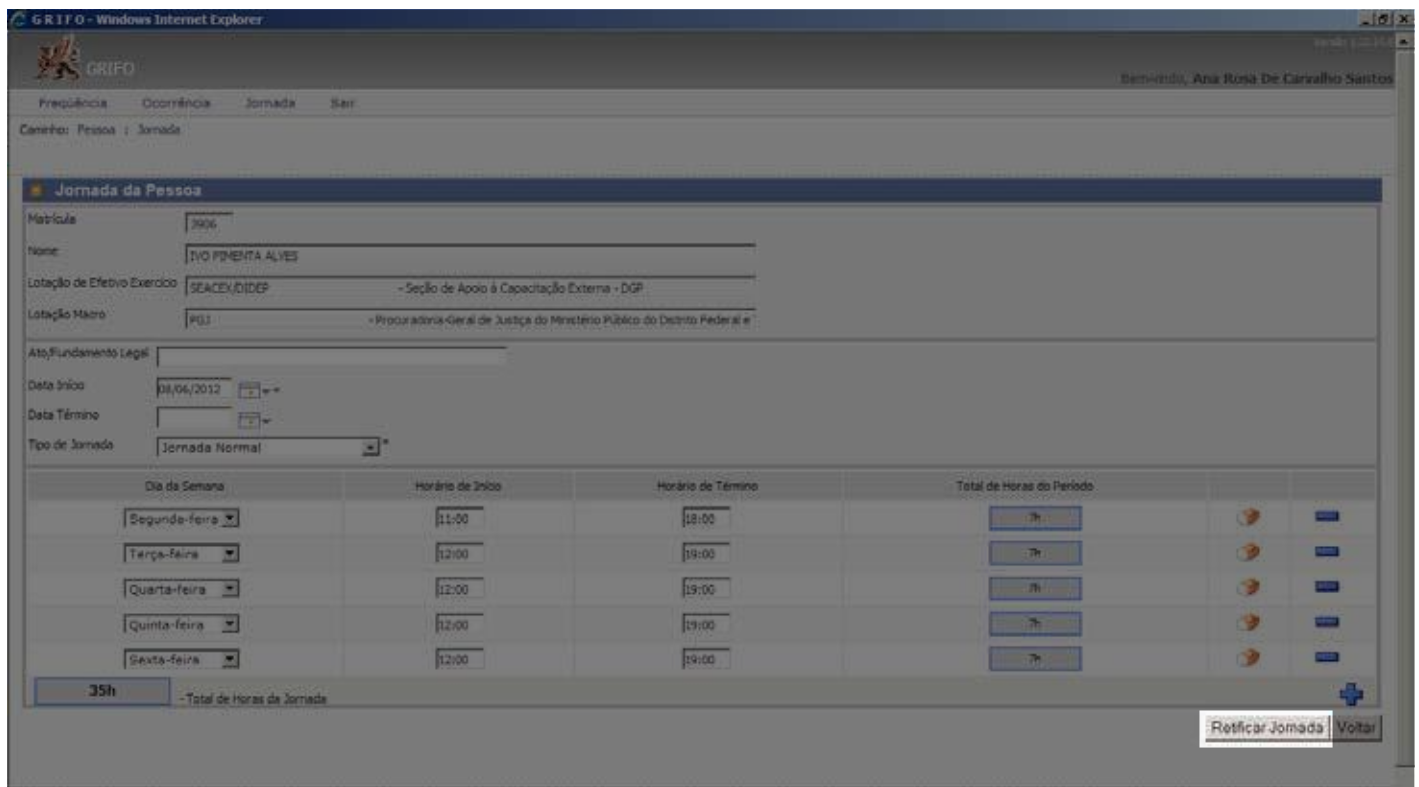 G R I F O - Windows Internet Explorer
GRIFO
Bem-vindo, Ana Rosa De Carvalho Santos
Freqüência Ocorrência Jornada Sair
Caminho: Pessoa : Jornada
Jornada da Pessoa
Matrícula 3906
Nome IVO PIMENTA ALVES
Lotação de Efetivo Exercício SEACEX/DIDEP - Seção de Apoio à Capacitação Externa - DGP
Lotação Macro PGJ - Procuradoria-Geral de Justiça do Ministério Público do Distrito Federal e
Ato/Fundamento Legal
Data Início 08/06/2012
Data Término
Tipo de Jornada Jornada Normal *
Dia da Semana Horário de Início Horário de Término Total de Horas do Período
Segunda-feira 11:00 18:00 7h
Terça-feira 12:00 19:00 7h
Quarta-feira 12:00 19:00 7h
Quinta-feira 12:00 19:00 7h
Sexta-feira 12:00 19:00 7h
35h - Total de Horas da Jornada
Retificar Jornada Voltar